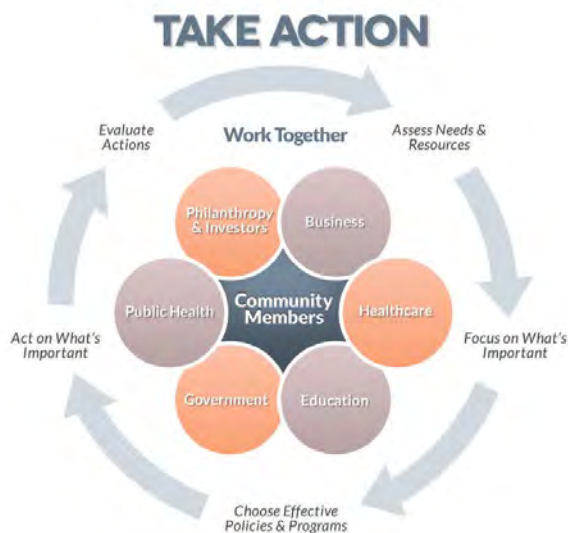 TAKE ACTION
Evaluate
Actions
Work Together
Assess Needs &
Resources
Philanthropy
& Investors
Business
Public Health
Community
Members
Healthcare
Act on What's
Important
Focus on What's
Important
Government
Education
Choose Effective
Policies & Programs